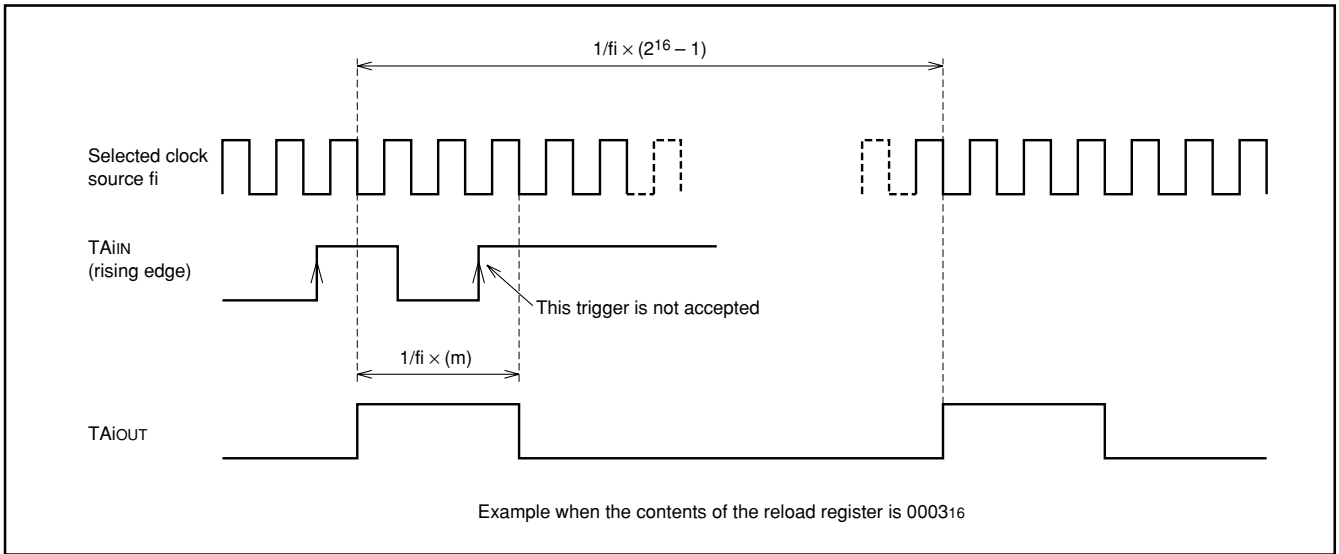 1/fi × (2¹⁶ – 1)
Selected clock
source fi
TAiIN
(rising edge)
This trigger is not accepted
1/fi × (m)
TAiOUT
Example when the contents of the reload register is 0003₁₆